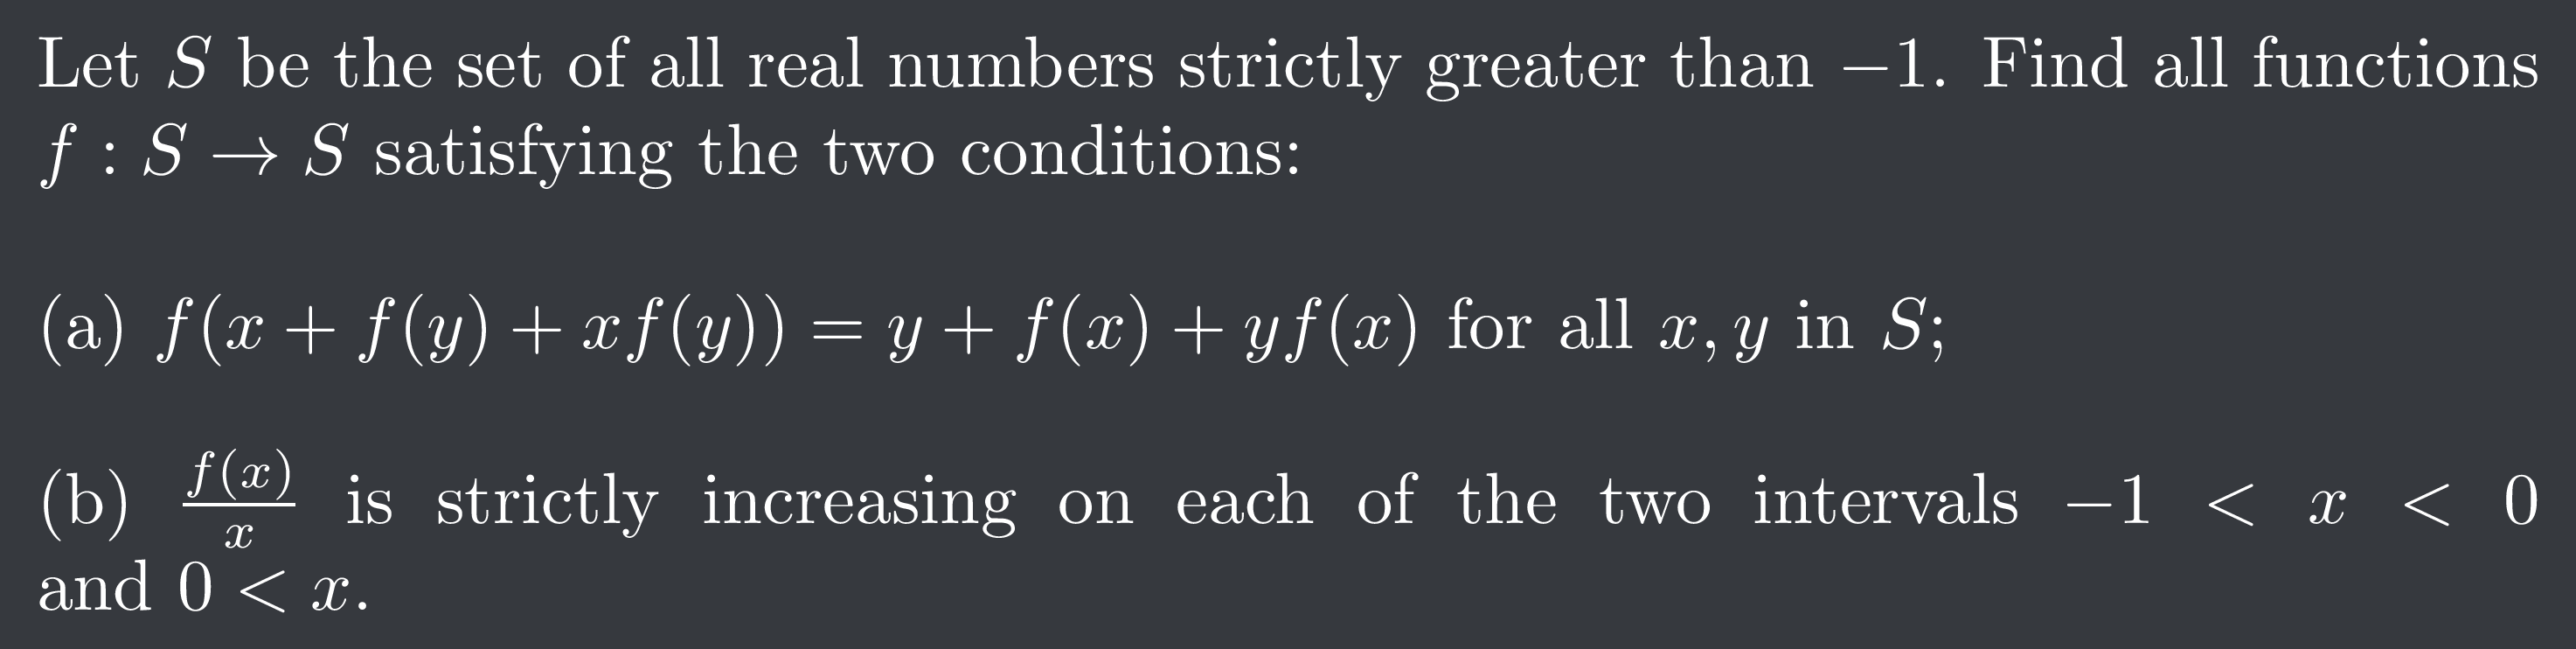 Let S be the set of all real numbers strictly greater than −1. Find all functions
f : S → S satisfying the two conditions:
(a) f(x + f(y) + xf(y)) = y + f(x) + yf(x) for all x, y in S;
(b) f(x)/x is strictly increasing on each of the two intervals −1 < x < 0
and 0 < x.